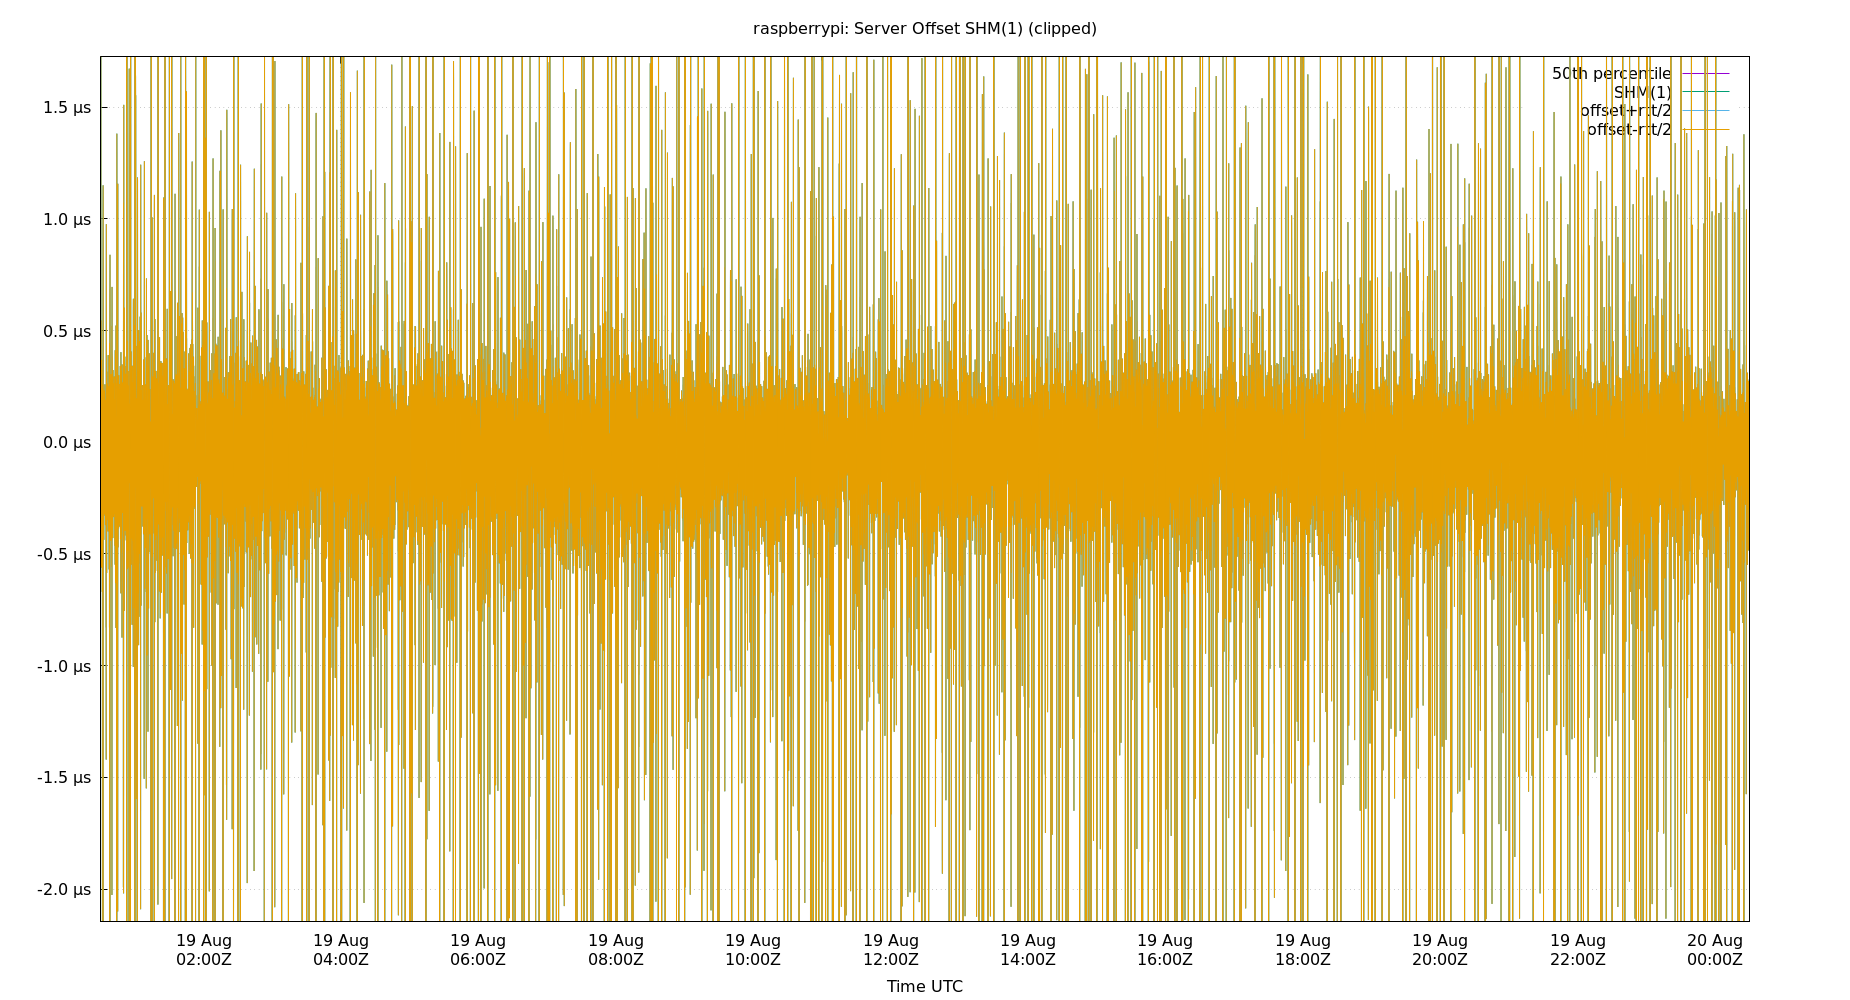 raspberrypi: Server Offset SHM(1) (clipped)
50th percentile
SHM(1)
offset+rtt/2
offset-rtt/2
1.5 µs
1.0 µs
0.5 µs
0.0 µs
-0.5 µs
-1.0 µs
-1.5 µs
-2.0 µs
19 Aug 19 Aug 19 Aug 19 Aug 19 Aug 19 Aug 19 Aug 19 Aug 19 Aug 19 Aug 19 Aug 20 Aug
02:00Z 04:00Z 06:00Z 08:00Z 10:00Z 12:00Z 14:00Z 16:00Z 18:00Z 20:00Z 22:00Z 00:00Z
Time UTC